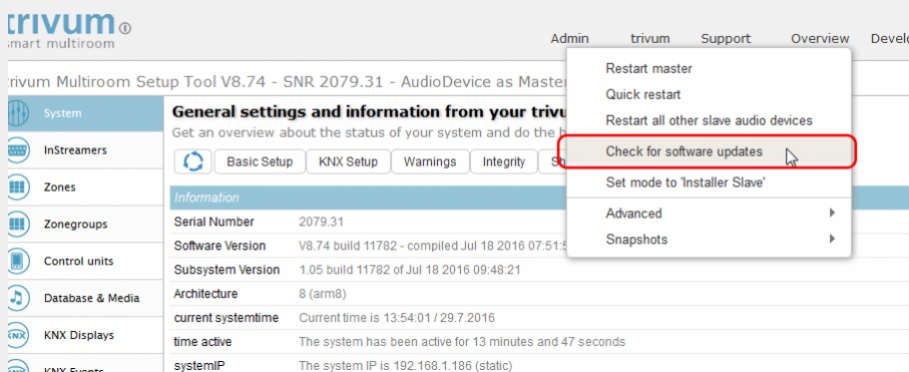 trivum
smart multiroom
Admin trivum Support Overview
trivum Multiroom Setup Tool V8.74 - SNR 2079.31 - AudioDevice as Master
Restart master
Quick restart
Restart all other slave audio devices
Check for software updates
Set mode to 'Installer Slave'
Advanced
Snapshots
System
InStreamers
Zones
Zonegroups
Control units
Database & Media
KNX Displays
KNX Events
General settings and information from your
Get an overview about the status of your system and do the
Basic Setup KNX Setup Warnings Integrity
Information
Serial Number 2079.31
Software Version V8.74 build 11782 - compiled Jul 18 2016 07:51:
Subsystem Version 1.05 build 11782 of Jul 18 2016 09:48:21
Architecture 8 (arm8)
current systemtime Current time is 13:54:01 / 29.7.2016
time active The system has been active for 13 minutes and 47 seconds
systemIP The system IP is 192.168.1.186 (static)